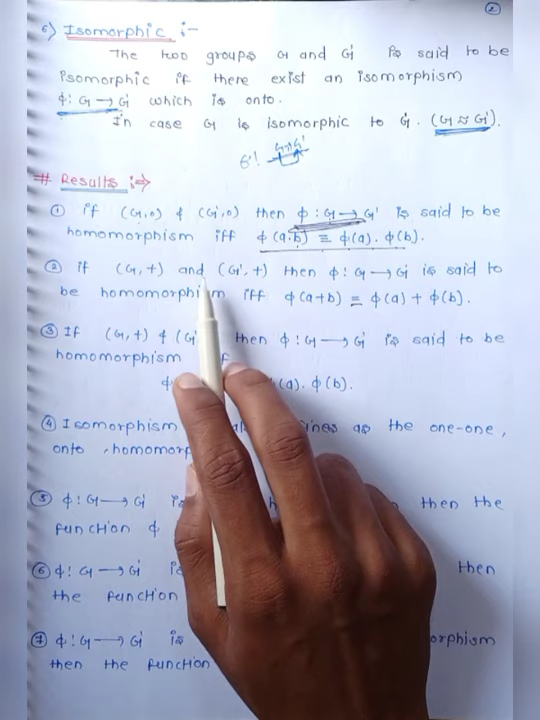 2
6) Isomorphic :-
The two groups G and G' is said to be
isomorphic if there exist an isomorphism
ϕ: G → G' which is onto.
In case G is isomorphic to G'. (G ≈ G').
G → G'
# Results :⇒
① if (G,o) & (G',o) then ϕ: G → G' is said to be
homomorphism iff ϕ(a.b) = ϕ(a). ϕ(b).
② if (G,+) and (G',+) then ϕ: G → G' is said to
be homomorphism iff ϕ(a+b) = ϕ(a) + ϕ(b).
③ If (G,+) & (G' then ϕ: G → G' is said to be
homomorphism
ϕ (a). ϕ(b).
④ Isomorphism as the one-one,
onto, homomorp
⑤ ϕ: G → G' is then the
function ϕ
⑥ ϕ: G → G' is then
the function
⑦ ϕ: G → G' is orphism
then the function